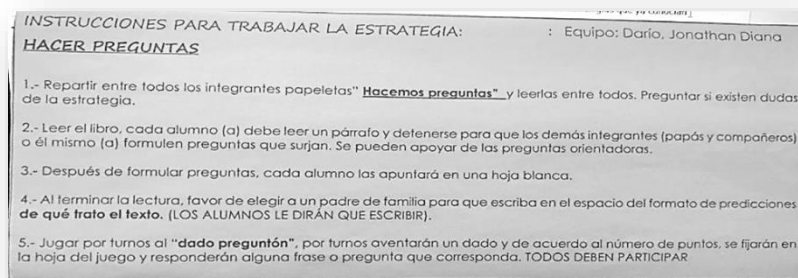 INSTRUCCIONES PARA TRABAJAR LA ESTRATEGIA: : Equipo: Darío, Jonathan Diana
HACER PREGUNTAS
1.- Repartir entre todos los integrantes papeletas" Hacemos preguntas" y leerlas entre todos. Preguntar si existen dudas
de la estrategia.
2.- Leer el libro, cada alumno (a) debe leer un párrafo y detenerse para que los demás integrantes (papás y compañeros)
o él mismo (a) formulen preguntas que surjan. Se pueden apoyar de las preguntas orientadoras.
3.- Después de formular preguntas, cada alumno las apuntará en una hoja blanca.
4.- Al terminar la lectura, favor de elegir a un padre de familia para que escriba en el espacio del formato de predicciones
de qué trato el texto. (LOS ALUMNOS LE DIRÁN QUE ESCRIBIR).
5.- Jugar por turnos al "dado preguntón", por turnos aventarán un dado y de acuerdo al número de puntos, se fijarán en
la hoja del juego y responderán alguna frase o pregunta que corresponda. TODOS DEBEN PARTICIPAR